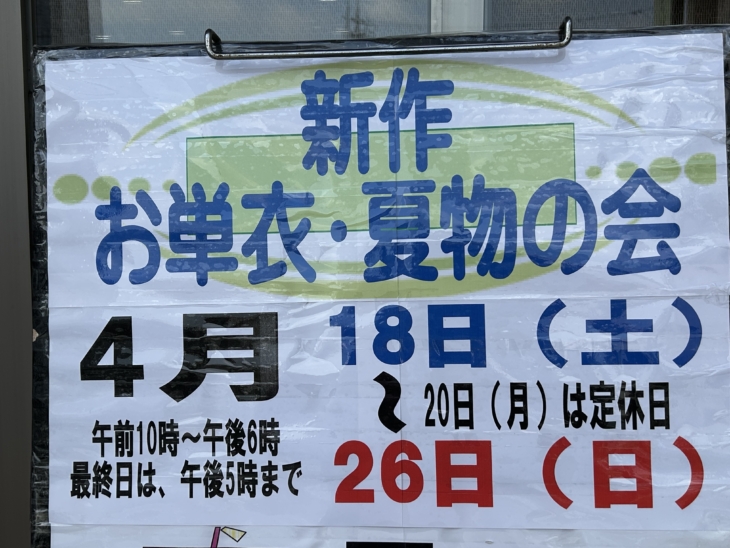 新作
お単衣・夏物の会
4月
18日（土）
〜
20日（月）は定休日
26日（日）
午前10時〜午後6時
最終日は、午後5時まで